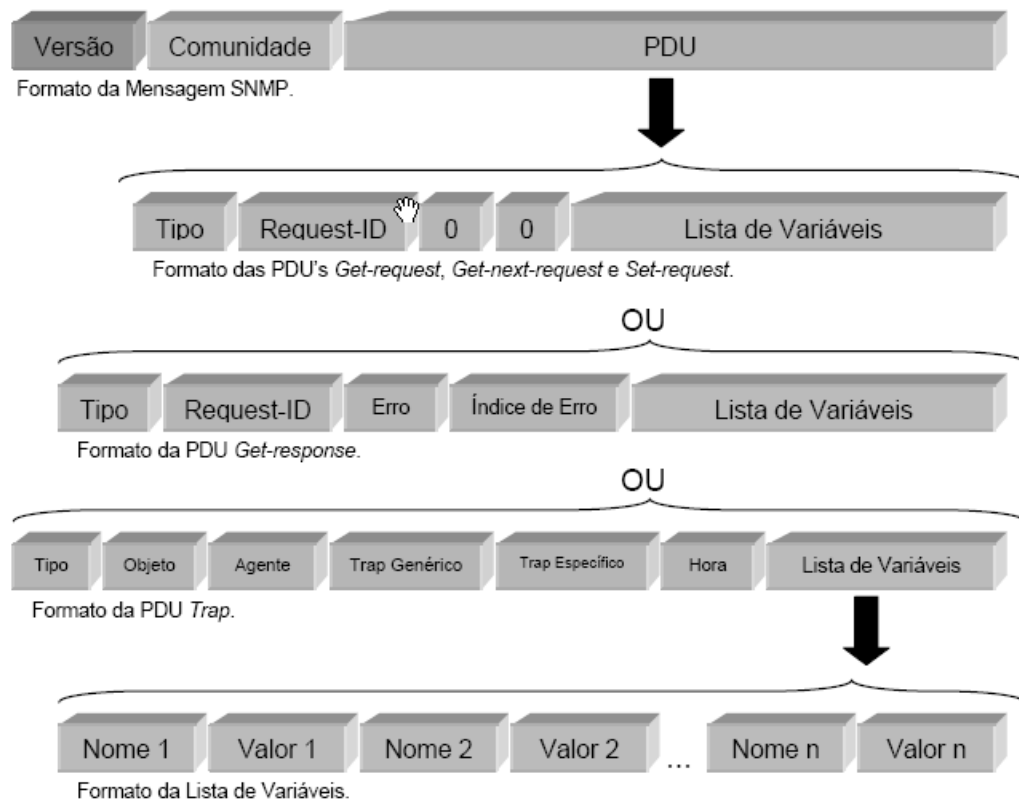 Versão Comunidade PDU
Formato da Mensagem SNMP.
Tipo Request-ID 0 0 Lista de Variáveis
Formato das PDU's Get-request, Get-next-request e Set-request.
OU
Tipo Request-ID Erro Índice de Erro Lista de Variáveis
Formato da PDU Get-response.
OU
Tipo Objeto Agente Trap Genérico Trap Específico Hora Lista de Variáveis
Formato da PDU Trap.
Nome 1 Valor 1 Nome 2 Valor 2 ... Nome n Valor n
Formato da Lista de Variáveis.